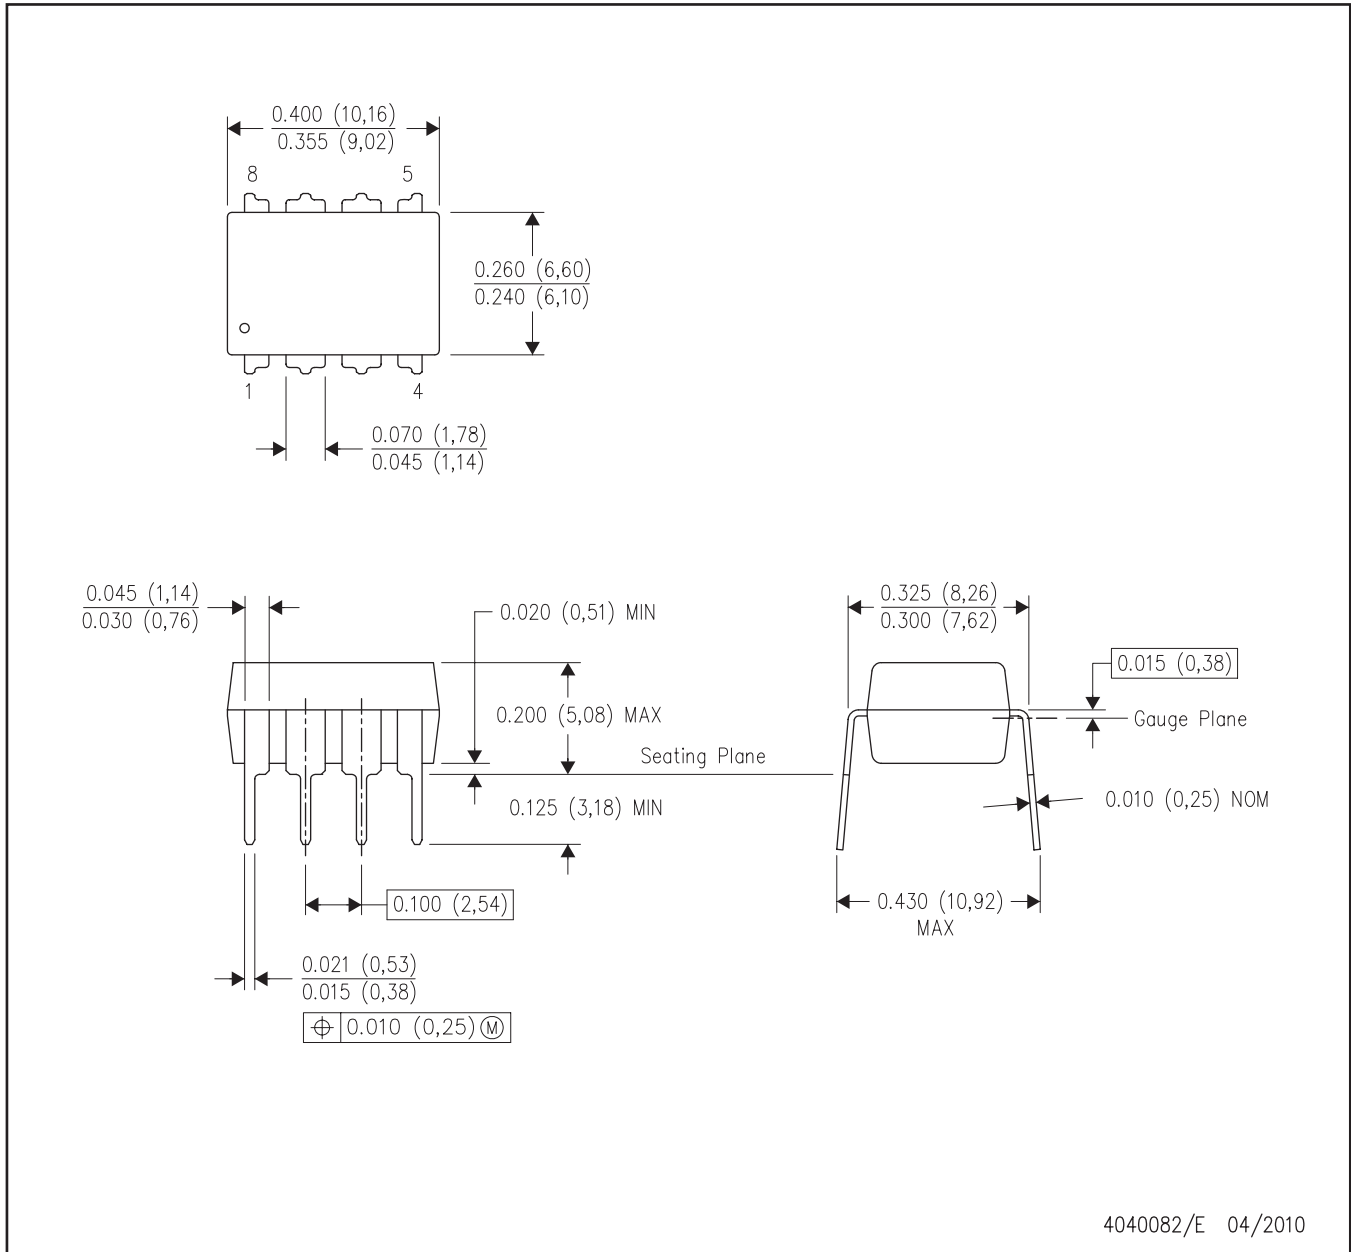 0.400 (10,16)
0.355 (9,02)
8
5
0.260 (6,60)
0.240 (6,10)
1
4
0.070 (1,78)
0.045 (1,14)
0.045 (1,14)
0.030 (0,76)
0.020 (0,51) MIN
0.325 (8,26)
0.300 (7,62)
0.015 (0,38)
0.200 (5,08) MAX
Gauge Plane
Seating Plane
0.125 (3,18) MIN
0.010 (0,25) NOM
0.100 (2,54)
0.430 (10,92)
MAX
0.021 (0,53)
0.015 (0,38)
⌖ 0.010 (0,25) Ⓜ
4040082/E 04/2010